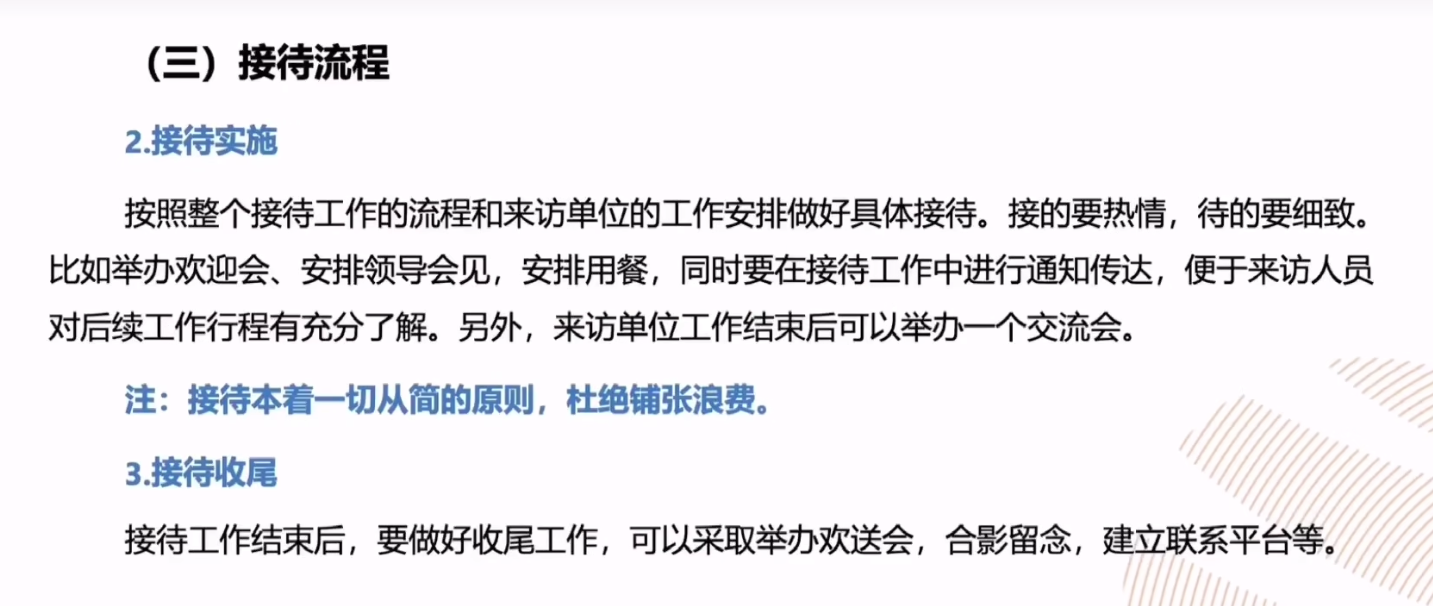 （三）接待流程
2.接待实施
按照整个接待工作的流程和来访单位的工作安排做好具体接待。接的要热情，待的要细致。
比如举办欢迎会、安排领导会见，安排用餐，同时要在接待工作中进行通知传达，便于来访人员
对后续工作行程有充分了解。另外，来访单位工作结束后可以举办一个交流会。
注：接待本着一切从简的原则，杜绝铺张浪费。
3.接待收尾
接待工作结束后，要做好收尾工作，可以采取举办欢送会，合影留念，建立联系平台等。